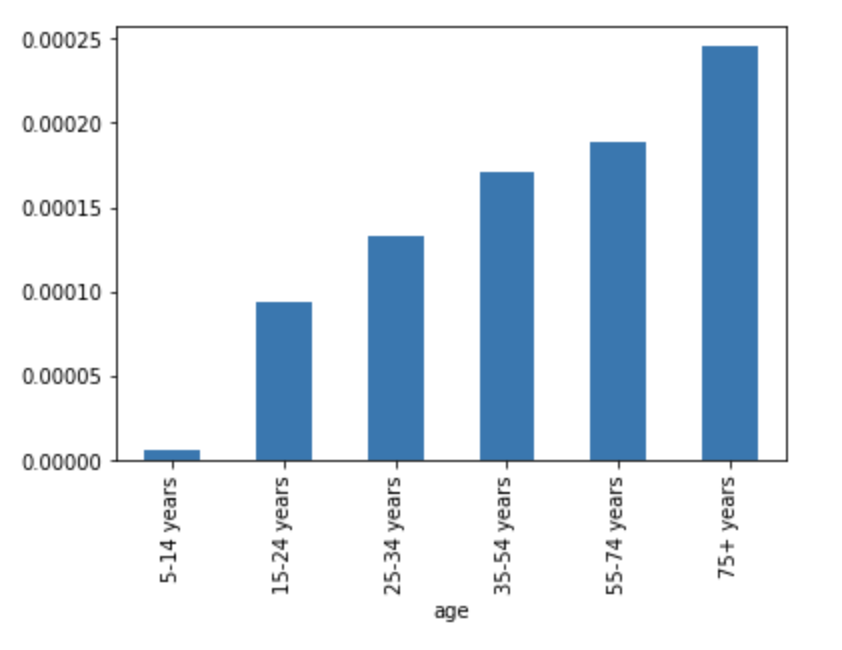 0.00025
0.00020
0.00015
0.00010
0.00005
0.00000
5-14 years
15-24 years
25-34 years
35-54 years
55-74 years
75+ years
age